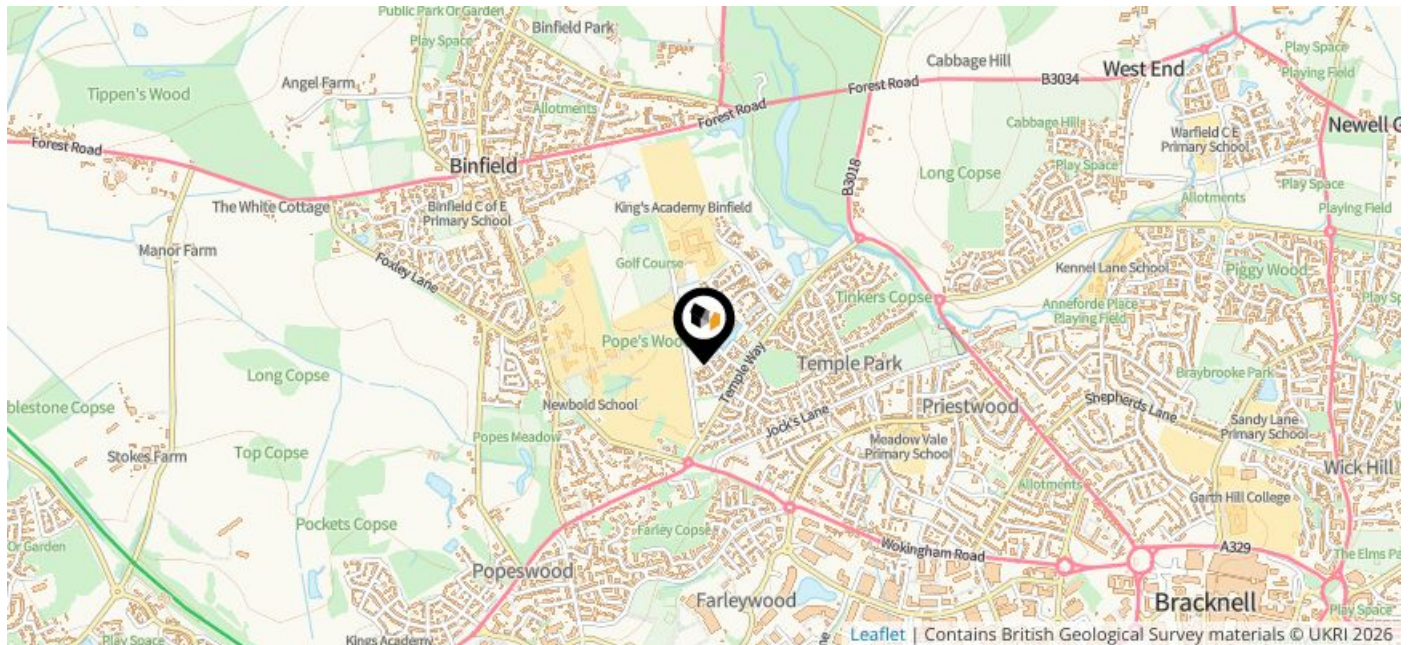 Public Park Or Garden
Play Space
Binfield Park
Tippen's Wood
Angel Farm
Allotments
Forest Road
Cabbage Hill
Forest Road
B3034
West End
Play Space
Playing Field
Cabbage Hill
Warfield C E
Primary School
Newell G
Forest Road
Binfield
B3018
Long Copse
Play Space
Allotments
Play Space
Playing Field
The White Cottage
Binfield C of E
Primary School
King's Academy Binfield
Manor Farm
Foxley Lane
Golf Course
Kennel Lane School
Piggy Wood
Tinkers Copse
Anneforde Place
Playing Field
Play Sp
Pope's Woo
Temple Way
Temple Park
Long Copse
Braybrooke Park
blestone Copse
Newbold School
Jock's Lane
Priestwood
Shepherds Lane
Sandy Lane
Primary School
Popes Meadow
Meadow Vale
Primary School
Stokes Farm
Top Copse
70
Wick Hill
Allotments
Garth Hill College
Pockets Copse
Farley Copse
Or Garden
Wokingham Road
A329
The Elms Pa
Popeswood
Farleywood
Bracknell
Play Space
Play Space
Kings Academy
Leaflet | Contains British Geological Survey materials © UKRI 2026